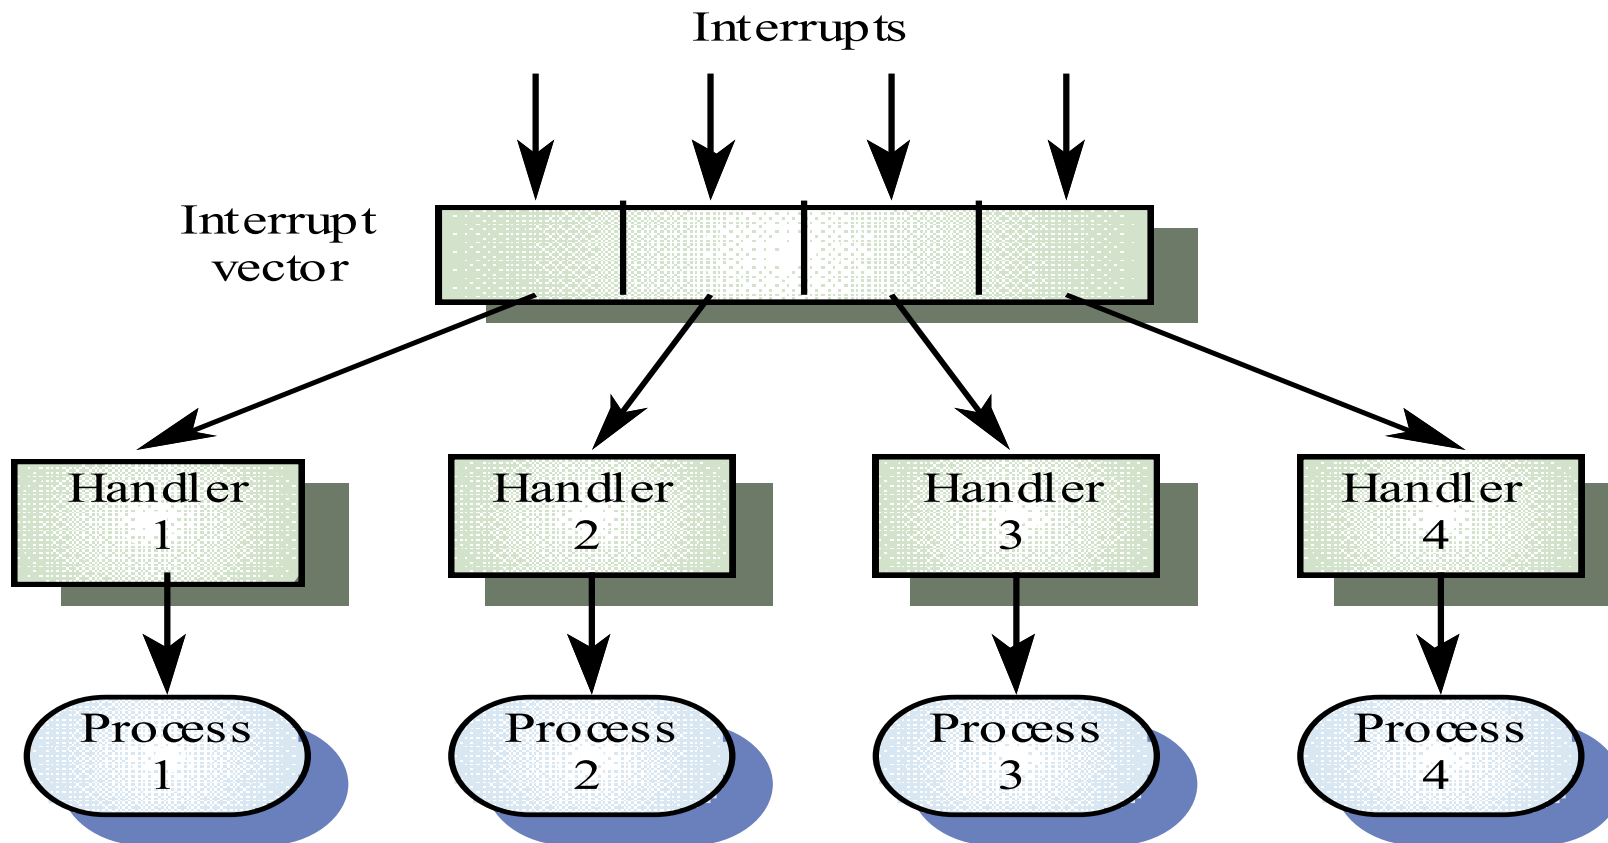 Interrupts
Interrupt
vector
Handler
1
Handler
2
Handler
3
Handler
4
Process
1
Process
2
Process
3
Process
4